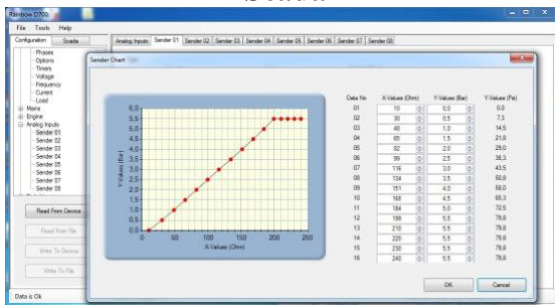 Rainbow D700
File Tools Help
Configuration Scada
Analog Inputs Sender 01 Sender 02 Sender 03 Sender 04 Sender 05 Sender 06 Sender 07 Sender 08
Phases
Options
Timers
Voltage
Frequency
Current
Load
Mains
Engine
Analog Inputs
Sender 01
Sender 02
Sender 03
Sender 04
Sender 05
Sender 06
Sender 07
Sender 08
Read From Device
Read From File
Write To Device
Write To File
Data is Ok
Sender Chart
Y-Values (Bar)
6,0
5,5
5,0
4,5
4,0
3,5
3,0
2,5
2,0
1,5
1,0
0,5
0,0
0 50 100 150 200 250
X-Values (Ohm)
Data No X-Values (Ohm) Y-Values (Bar) Y-Values (Psi)
01 10 0,0 0,0
02 30 0,5 7,3
03 48 1,0 14,5
04 65 1,5 21,8
05 82 2,0 29,0
06 99 2,5 36,3
07 116 3,0 43,5
08 134 3,5 50,8
09 151 4,0 58,0
10 168 4,5 65,3
11 184 5,0 72,5
12 5,5 79,8
13 210 5,5 79,8
14 220 5,5 79,8
15 230 5,5 79,8
16 240 5,5 79,8
OK Cancel